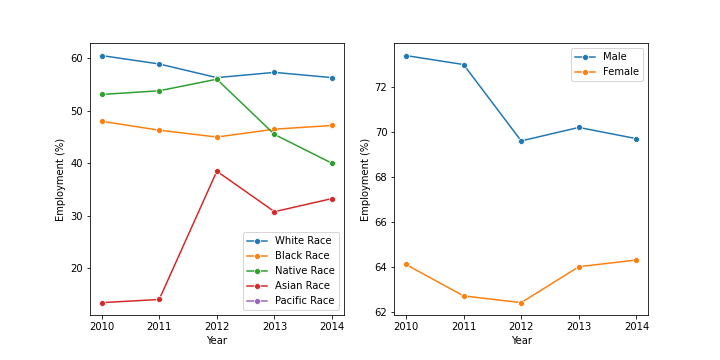 Employment (%)
60
50
40
30
20
2010 2011 2012 2013 2014
Year
White Race
Black Race
Native Race
Asian Race
Pacific Race
Employment (%)
72
70
68
66
64
62
2010 2011 2012 2013 2014
Year
Male
Female